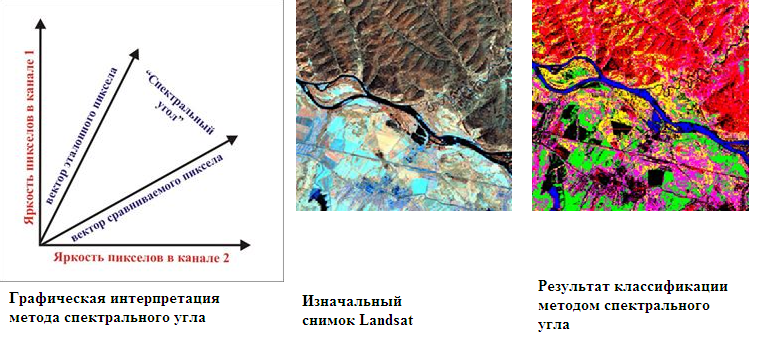 Яркость пикселов в канале 1
вектор эталонного пиксела
"Спектральный
угол"
вектор сравниваемого пиксела
Яркость пикселов в канале 2
Графическая интерпретация
метода спектрального угла
Изначальный
снимок Landsat
Результат классификации
методом спектрального
угла